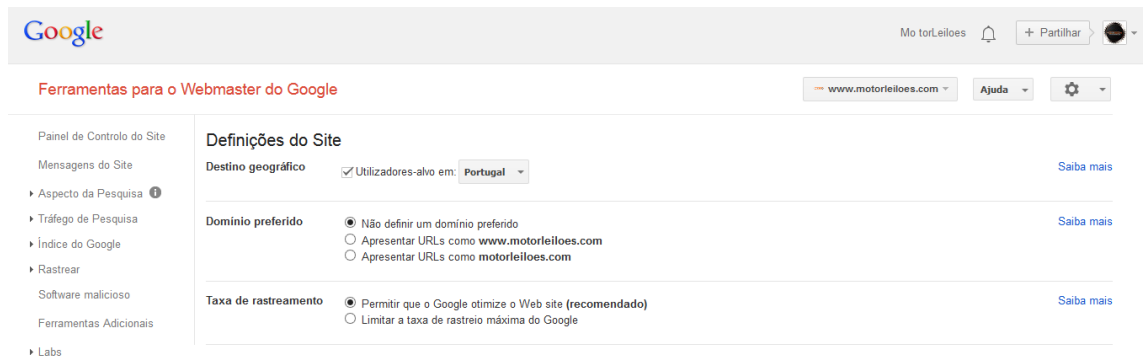 Google
Mo torLeiloes
+ Partilhar
Ferramentas para o Webmaster do Google
www.motorleiloes.com
Ajuda
Painel de Controlo do Site
Mensagens do Site
Aspecto da Pesquisa
Tráfego de Pesquisa
Índice do Google
Rastrear
Software malicioso
Ferramentas Adicionais
Labs
Definições do Site
Destino geográfico
Utilizadores-alvo em: Portugal
Saiba mais
Domínio preferido
Não definir um domínio preferido
Apresentar URLs como www.motorleiloes.com
Apresentar URLs como motorleiloes.com
Saiba mais
Taxa de rastreamento
Permitir que o Google otimize o Web site (recomendado)
Limitar a taxa de rastreio máxima do Google
Saiba mais